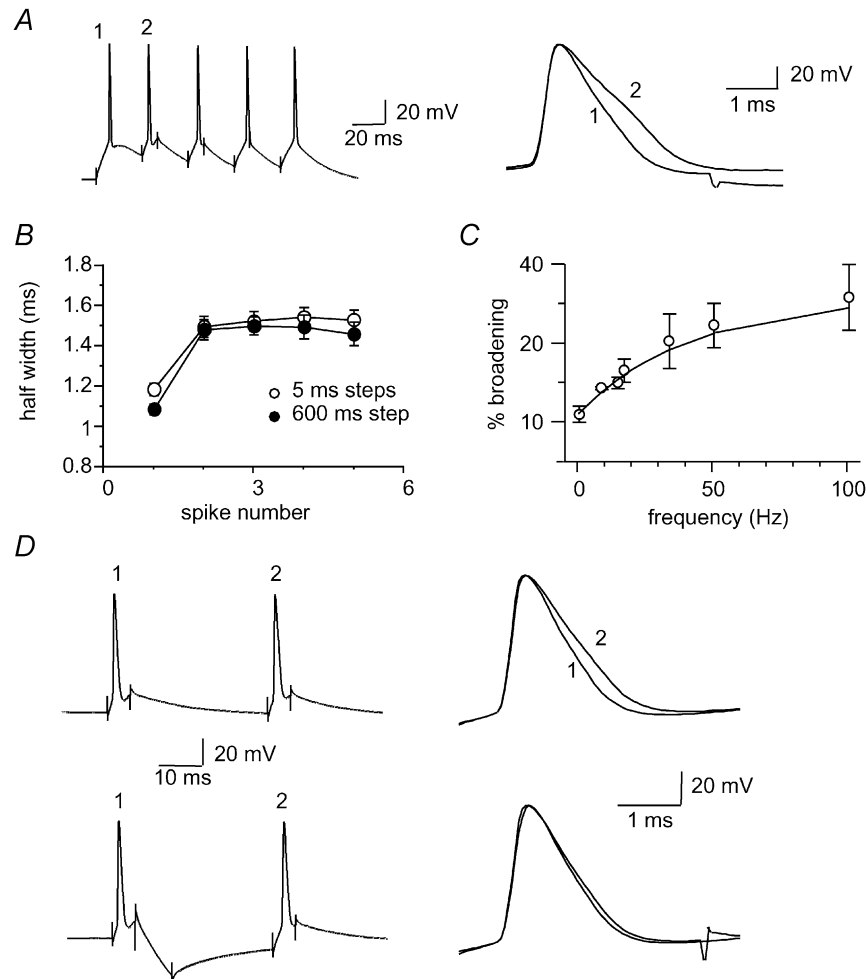 A
1 2
20 mV
20 ms
2
1
20 mV
1 ms
B
half width (ms)
1.8
1.6
1.4
1.2
1
0.8
0 3 6
spike number
5 ms steps
600 ms step
C
% broadening
40
20
10
0 50 100
frequency (Hz)
D
1 2
2
1
20 mV
10 ms
1 2
20 mV
1 ms